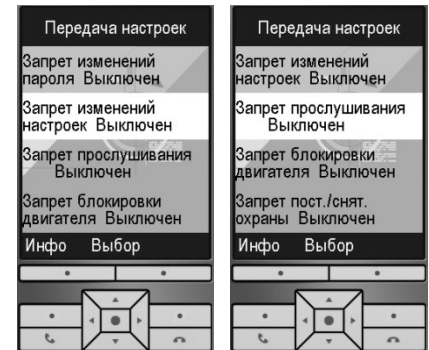 Передача настроек
Запрет изменений
пароля Выключен
Запрет изменений
настроек Выключен
Запрет прослушивания
Выключен
Запрет блокировки
двигателя Выключен
Инфо Выбор
Передача настроек
Запрет изменений
настроек Выключен
Запрет прослушивания
Выключен
Запрет блокировки
двигателя Выключен
Запрет пост./снят.
охраны Выключен
Инфо Выбор